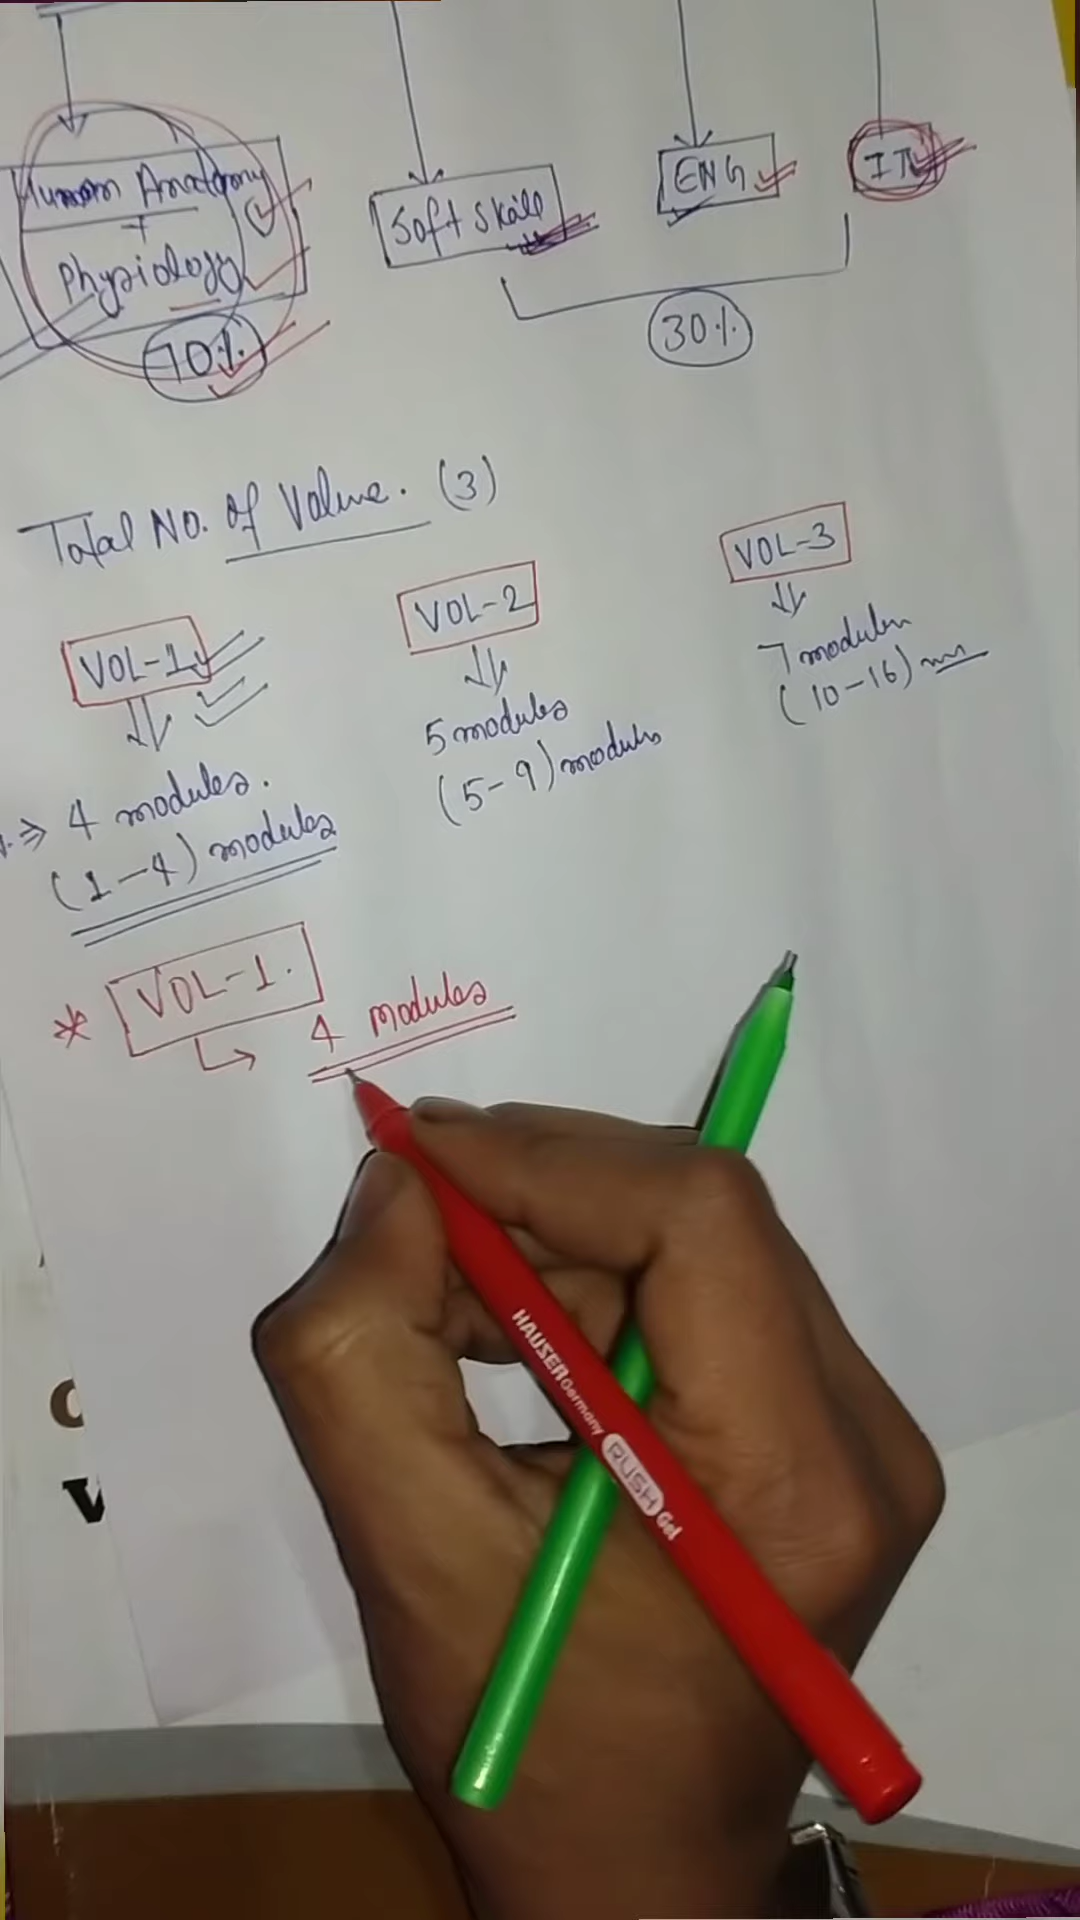 Human Anatomy
+
Physiology
70%
Soft Skill
ENG
IT
30%
Total No. of Valume. (3)
VOL-1
4 modules.
(1-4) modules
VOL-2
5 modules
(5-9) modules
VOL-3
7 modules
(10-16)
* VOL-1.
4 modules
HAUSER Germany RUSH Gel